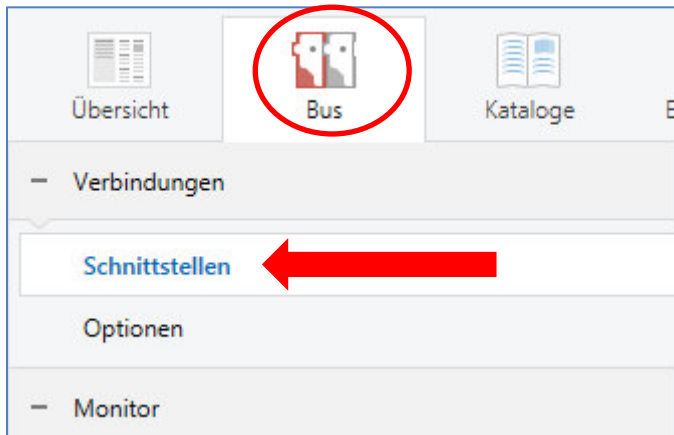 Übersicht
Bus
Kataloge
Verbindungen
Schnittstellen
Optionen
Monitor